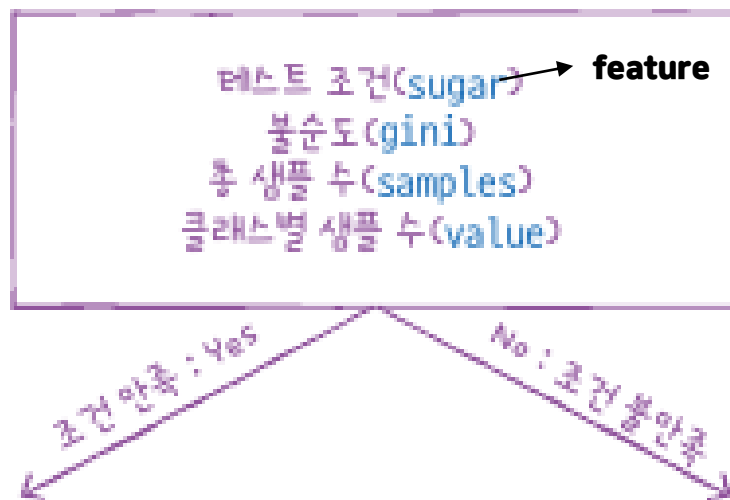 테스트 조건(sugar) feature
불순도(gini)
총 샘플 수(samples)
클래스별 샘플 수(value)
조건 만족 : Yes
No : 조건 불만족